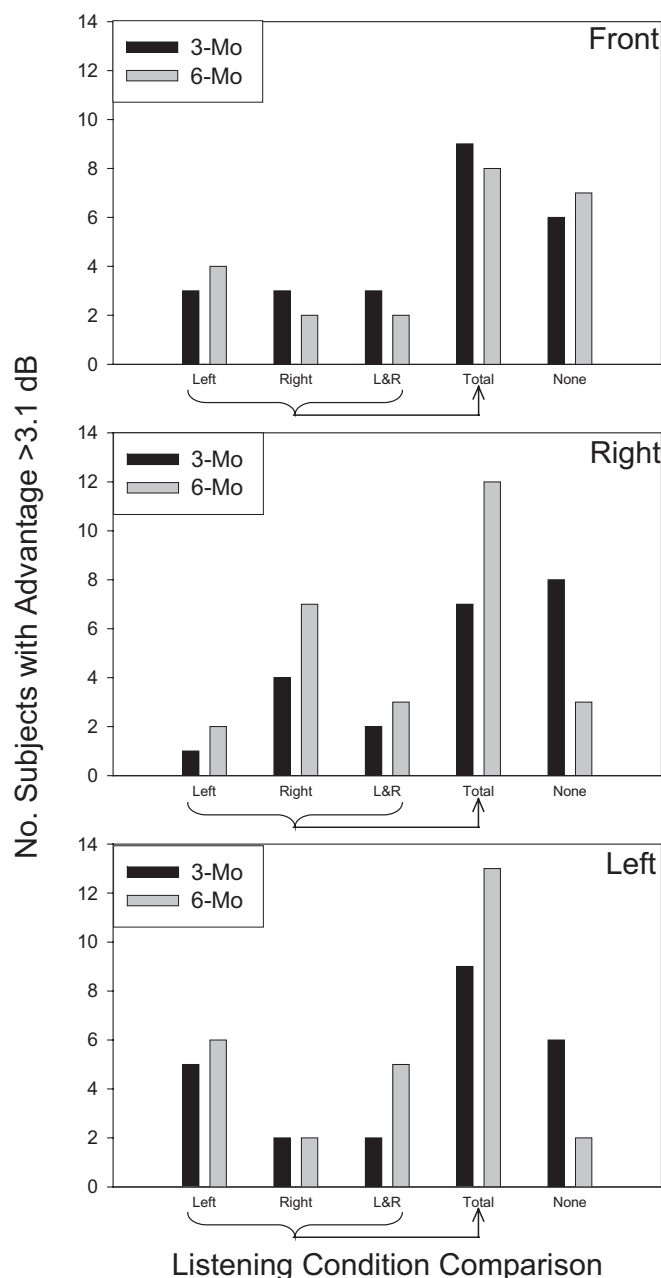 No. Subjects with Advantage >3.1 dB
Front
3-Mo
6-Mo
14
12
10
8
6
4
2
0
Left Right L&R Total None
Right
3-Mo
6-Mo
14
12
10
8
6
4
2
0
Left Right L&R Total None
Left
3-Mo
6-Mo
14
12
10
8
6
4
2
0
Left Right L&R Total None
Listening Condition Comparison